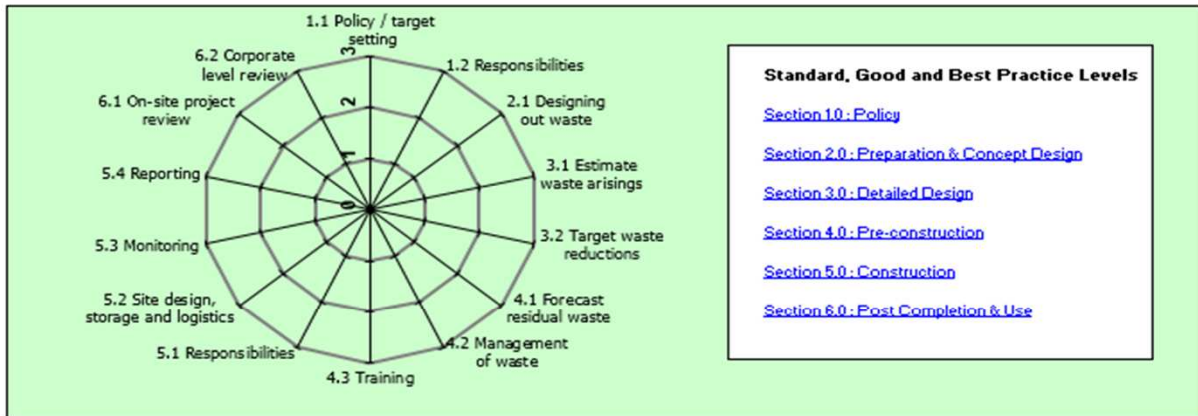 1.1 Policy / target
setting
1.2 Responsibilities
2.1 Designing
out waste
3.1 Estimate
waste arisings
3.2 Target waste
reductions
4.1 Forecast
residual waste
4.2 Management
of waste
4.3 Training
5.1 Responsibilities
5.2 Site design,
storage and logistics
5.3 Monitoring
5.4 Reporting
6.1 On-site project
review
6.2 Corporate
level review
3
2
1
0
Standard, Good and Best Practice Levels
Section 1.0 : Policy
Section 2.0 : Preparation & Concept Design
Section 3.0 : Detailed Design
Section 4.0 : Pre-construction
Section 5.0 : Construction
Section 6.0 : Post Completion & Use